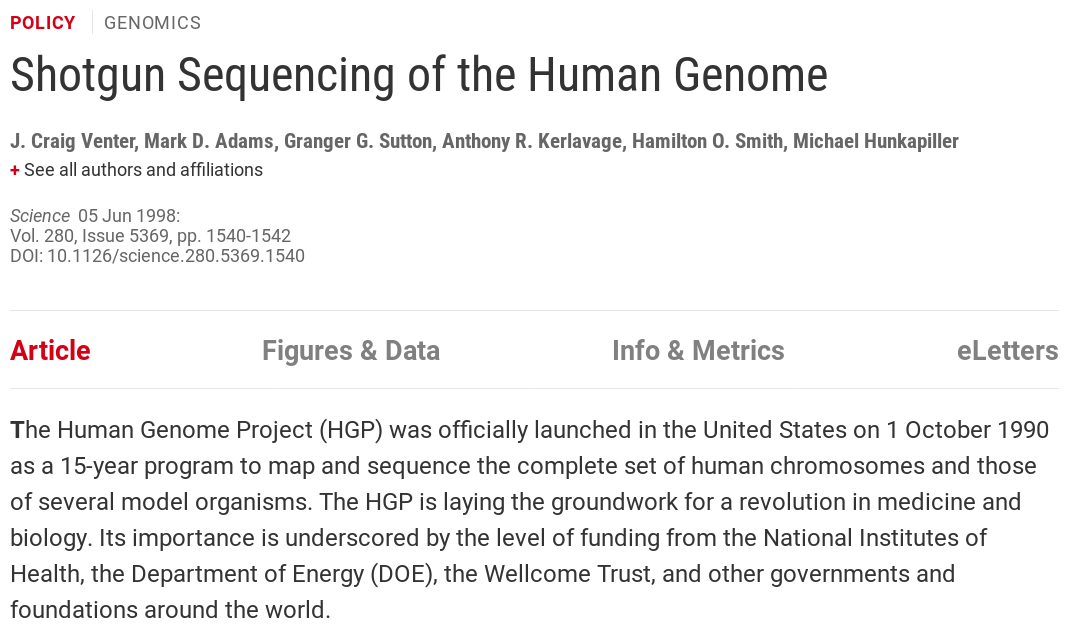 POLICY GENOMICS
Shotgun Sequencing of the Human Genome
J. Craig Venter, Mark D. Adams, Granger G. Sutton, Anthony R. Kerlavage, Hamilton O. Smith, Michael Hunkapiller
+ See all authors and affiliations
Science 05 Jun 1998:
Vol. 280, Issue 5369, pp. 1540-1542
DOI: 10.1126/science.280.5369.1540
Article Figures & Data Info & Metrics eLetters
The Human Genome Project (HGP) was officially launched in the United States on 1 October 1990
as a 15-year program to map and sequence the complete set of human chromosomes and those
of several model organisms. The HGP is laying the groundwork for a revolution in medicine and
biology. Its importance is underscored by the level of funding from the National Institutes of
Health, the Department of Energy (DOE), the Wellcome Trust, and other governments and
foundations around the world.